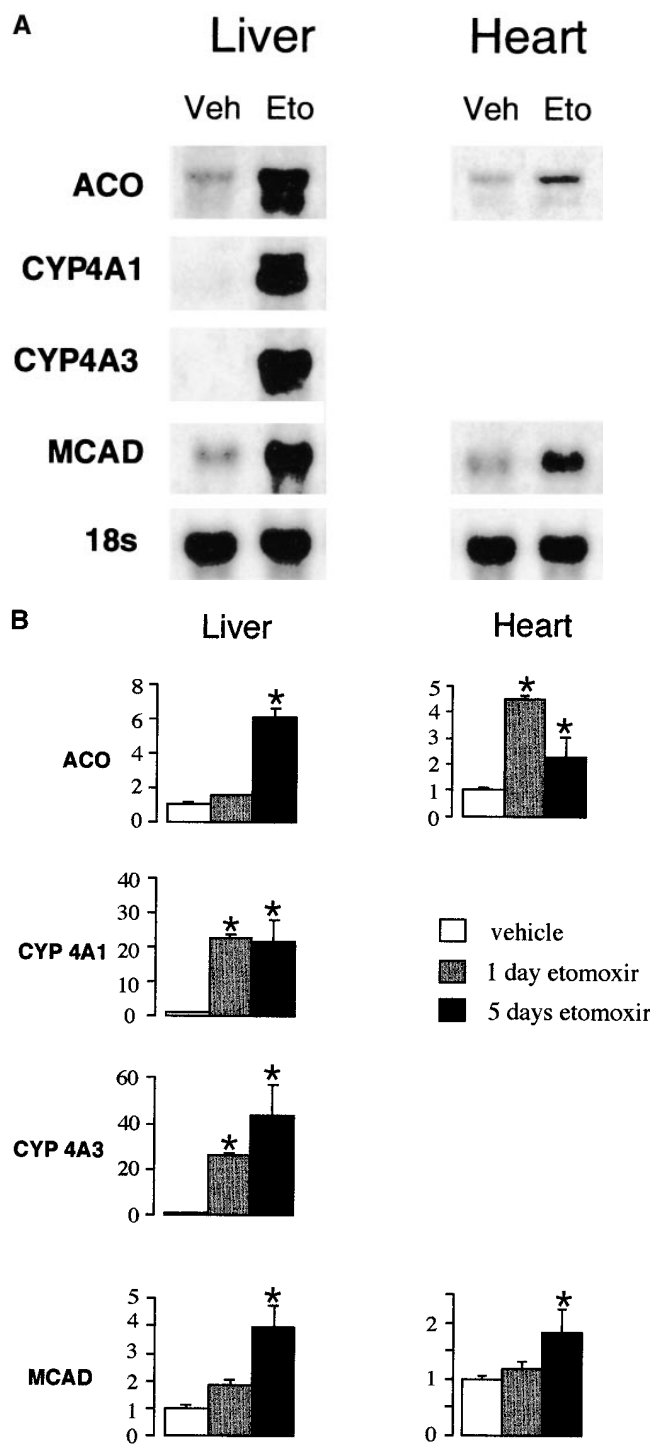 A
Liver Heart
Veh Eto Veh Eto
ACO
CYP4A1
CYP4A3
MCAD
18s
B
Liver Heart
ACO
8
6
4
2
0
*
5
4
3
2
1
0
* *
CYP 4A1
40
30
20
10
0
* *
vehicle
1 day etomoxir
5 days etomoxir
CYP 4A3
60
40
20
0
* *
MCAD
5
4
3
2
1
0
*
2
1
0
*